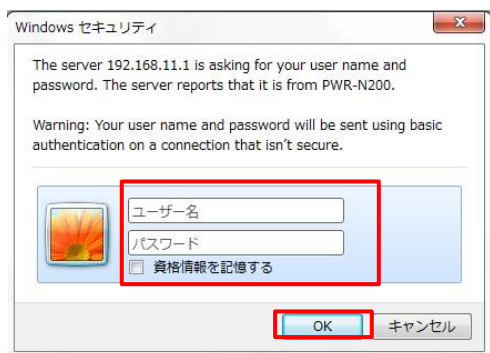 Windows セキュリティ
The server 192.168.11.1 is asking for your user name and
password. The server reports that it is from PWR-N200.
Warning: Your user name and password will be sent using basic
authentication on a connection that isn't secure.
ユーザー名
パスワード
資格情報を記憶する
OK
キャンセル